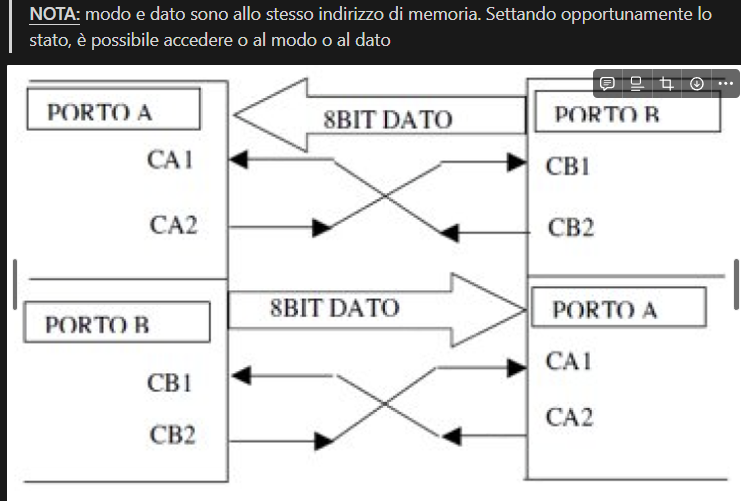 NOTA: modo e dato sono allo stesso indirizzo di memoria. Settando opportunamente lo
stato, è possibile accedere o al modo o al dato
PORTO A
8BIT DATO
PORTO B
CA1
CB1
CA2
CB2
PORTO B
8BIT DATO
PORTO A
CB1
CA1
CB2
CA2